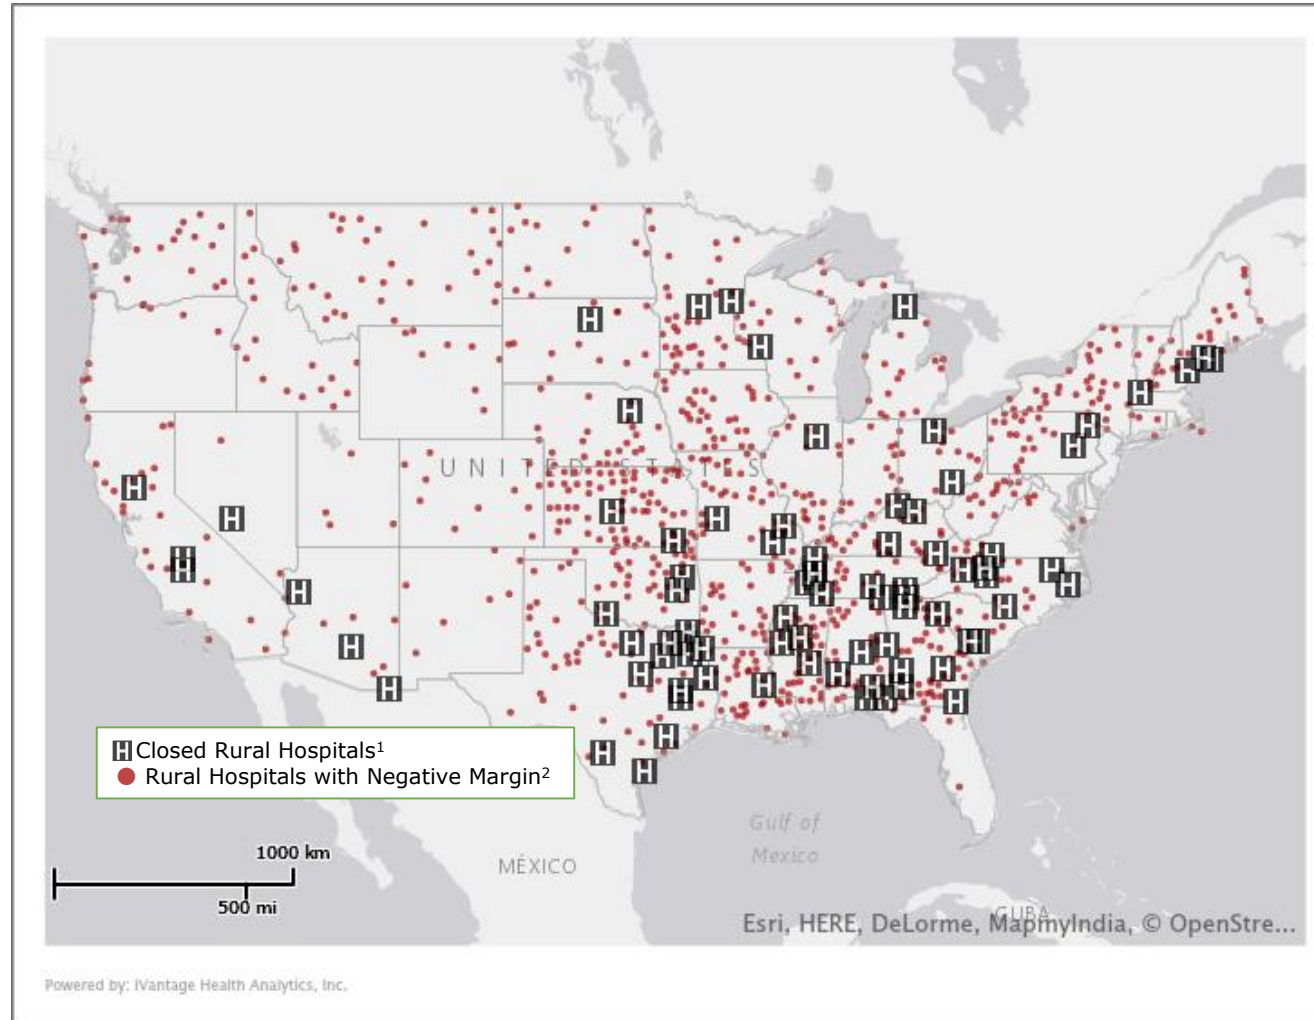 UNITED STATES
H Closed Rural Hospitals¹
Rural Hospitals with Negative Margin²
1000 km
500 mi
MÉXICO
Gulf of
Mexico
CUBA
Esri, HERE, DeLorme, MapmyIndia, © OpenStre...
Powered by: iVantage Health Analytics, Inc.